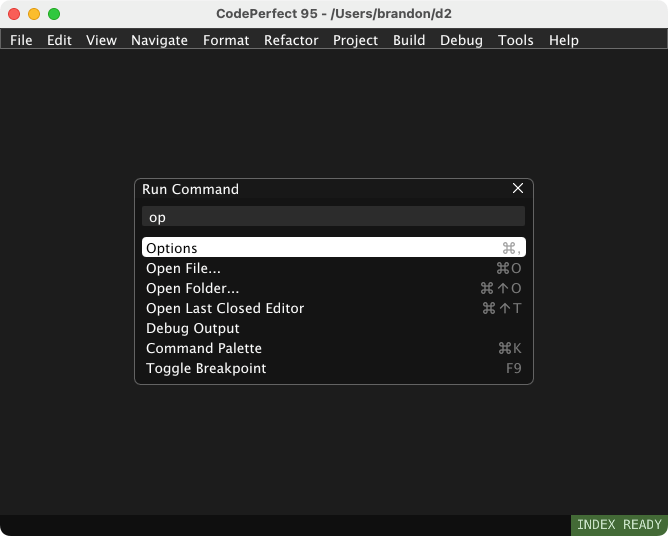 CodePerfect 95 - /Users/brandon/d2
File Edit View Navigate Format Refactor Project Build Debug Tools Help
Run Command
op
Options ⌘,
Open File... ⌘O
Open Folder... ⌘↑O
Open Last Closed Editor ⌘↑T
Debug Output
Command Palette ⌘K
Toggle Breakpoint F9
INDEX READY